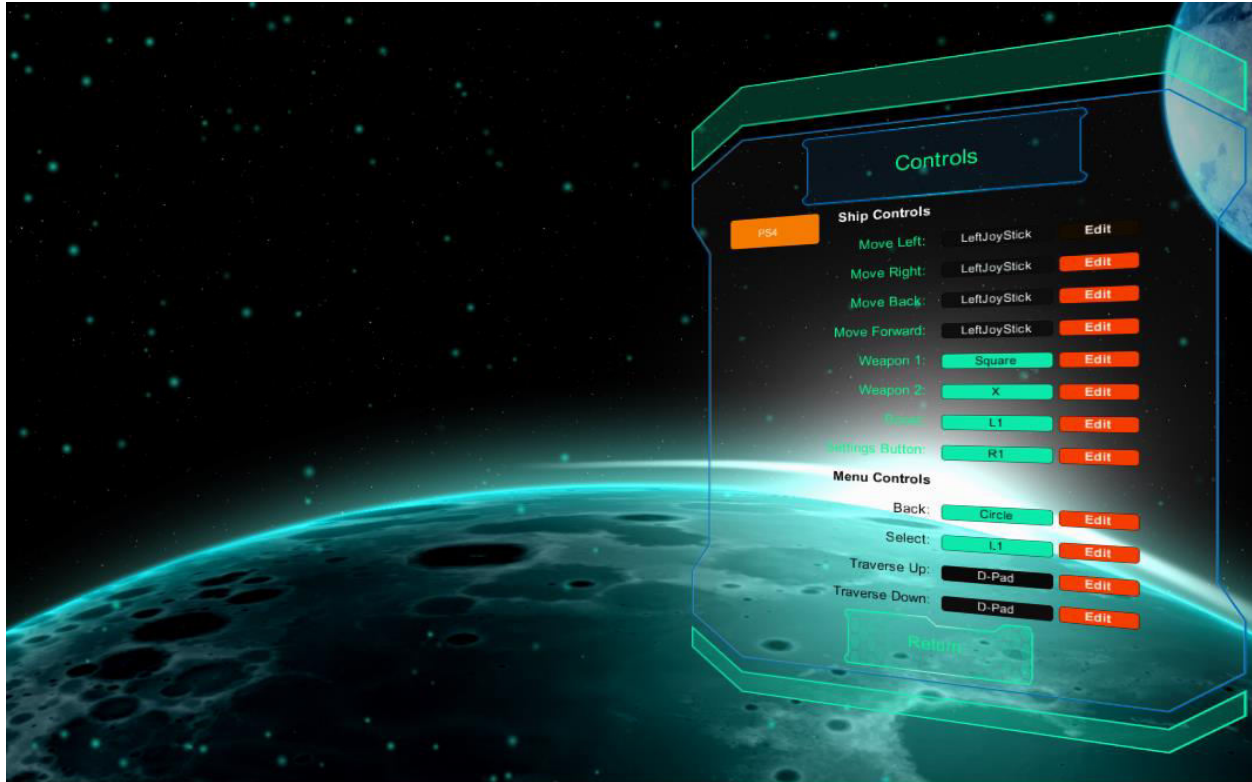 Controls
Ship Controls
PS4
Move Left: LeftJoyStick Edit
Move Right: LeftJoyStick Edit
Move Back: LeftJoyStick Edit
Move Forward: LeftJoyStick Edit
Weapon 1: Square Edit
Weapon 2: X Edit
L1 Edit
Settings Button: R1 Edit
Menu Controls
Back: Circle Edit
Select: L1 Edit
Traverse Up: D-Pad Edit
Traverse Down: D-Pad Edit
Return